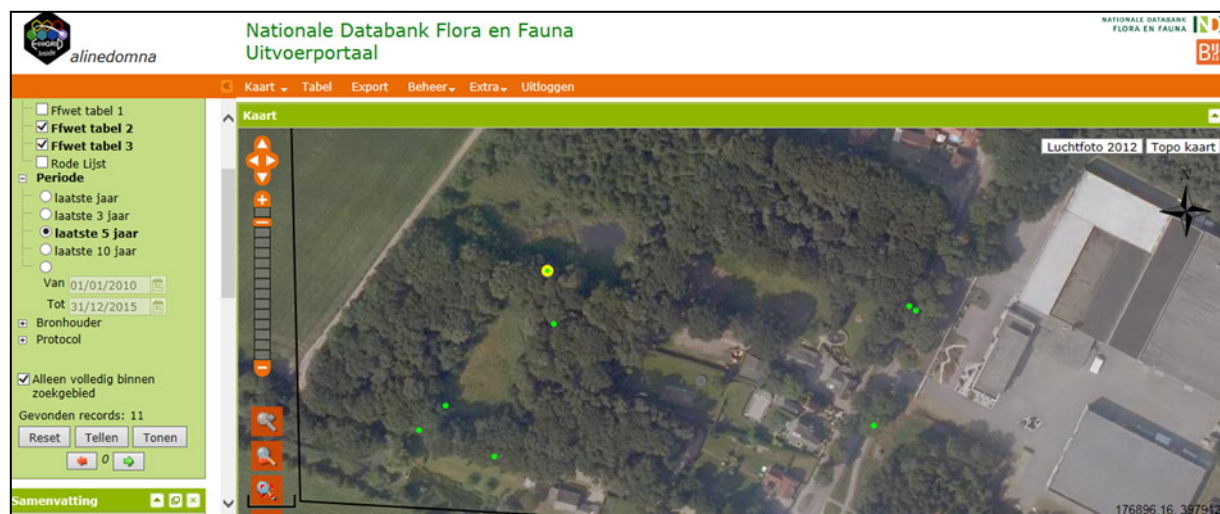 EcoGRID
inside
alinedomna
Nationale Databank Flora en Fauna
Uitvoerportaal
NATIONALE DATABANK
FLORA EN FAUNA
Kaart Tabel Export Beheer Extra Uitloggen
Ffwet tabel 1
Ffwet tabel 2
Ffwet tabel 3
Rode Lijst
Periode
laatste jaar
laatste 3 jaar
laatste 5 jaar
laatste 10 jaar
Van 01/01/2010
Tot 31/12/2015
Bronhouder
Protocol
Alleen volledig binnen
zoekgebied
Gevonden records: 11
Reset Tellen Tonen
0
Samenvatting
Kaart
Luchtfoto 2012 Topo kaart
N